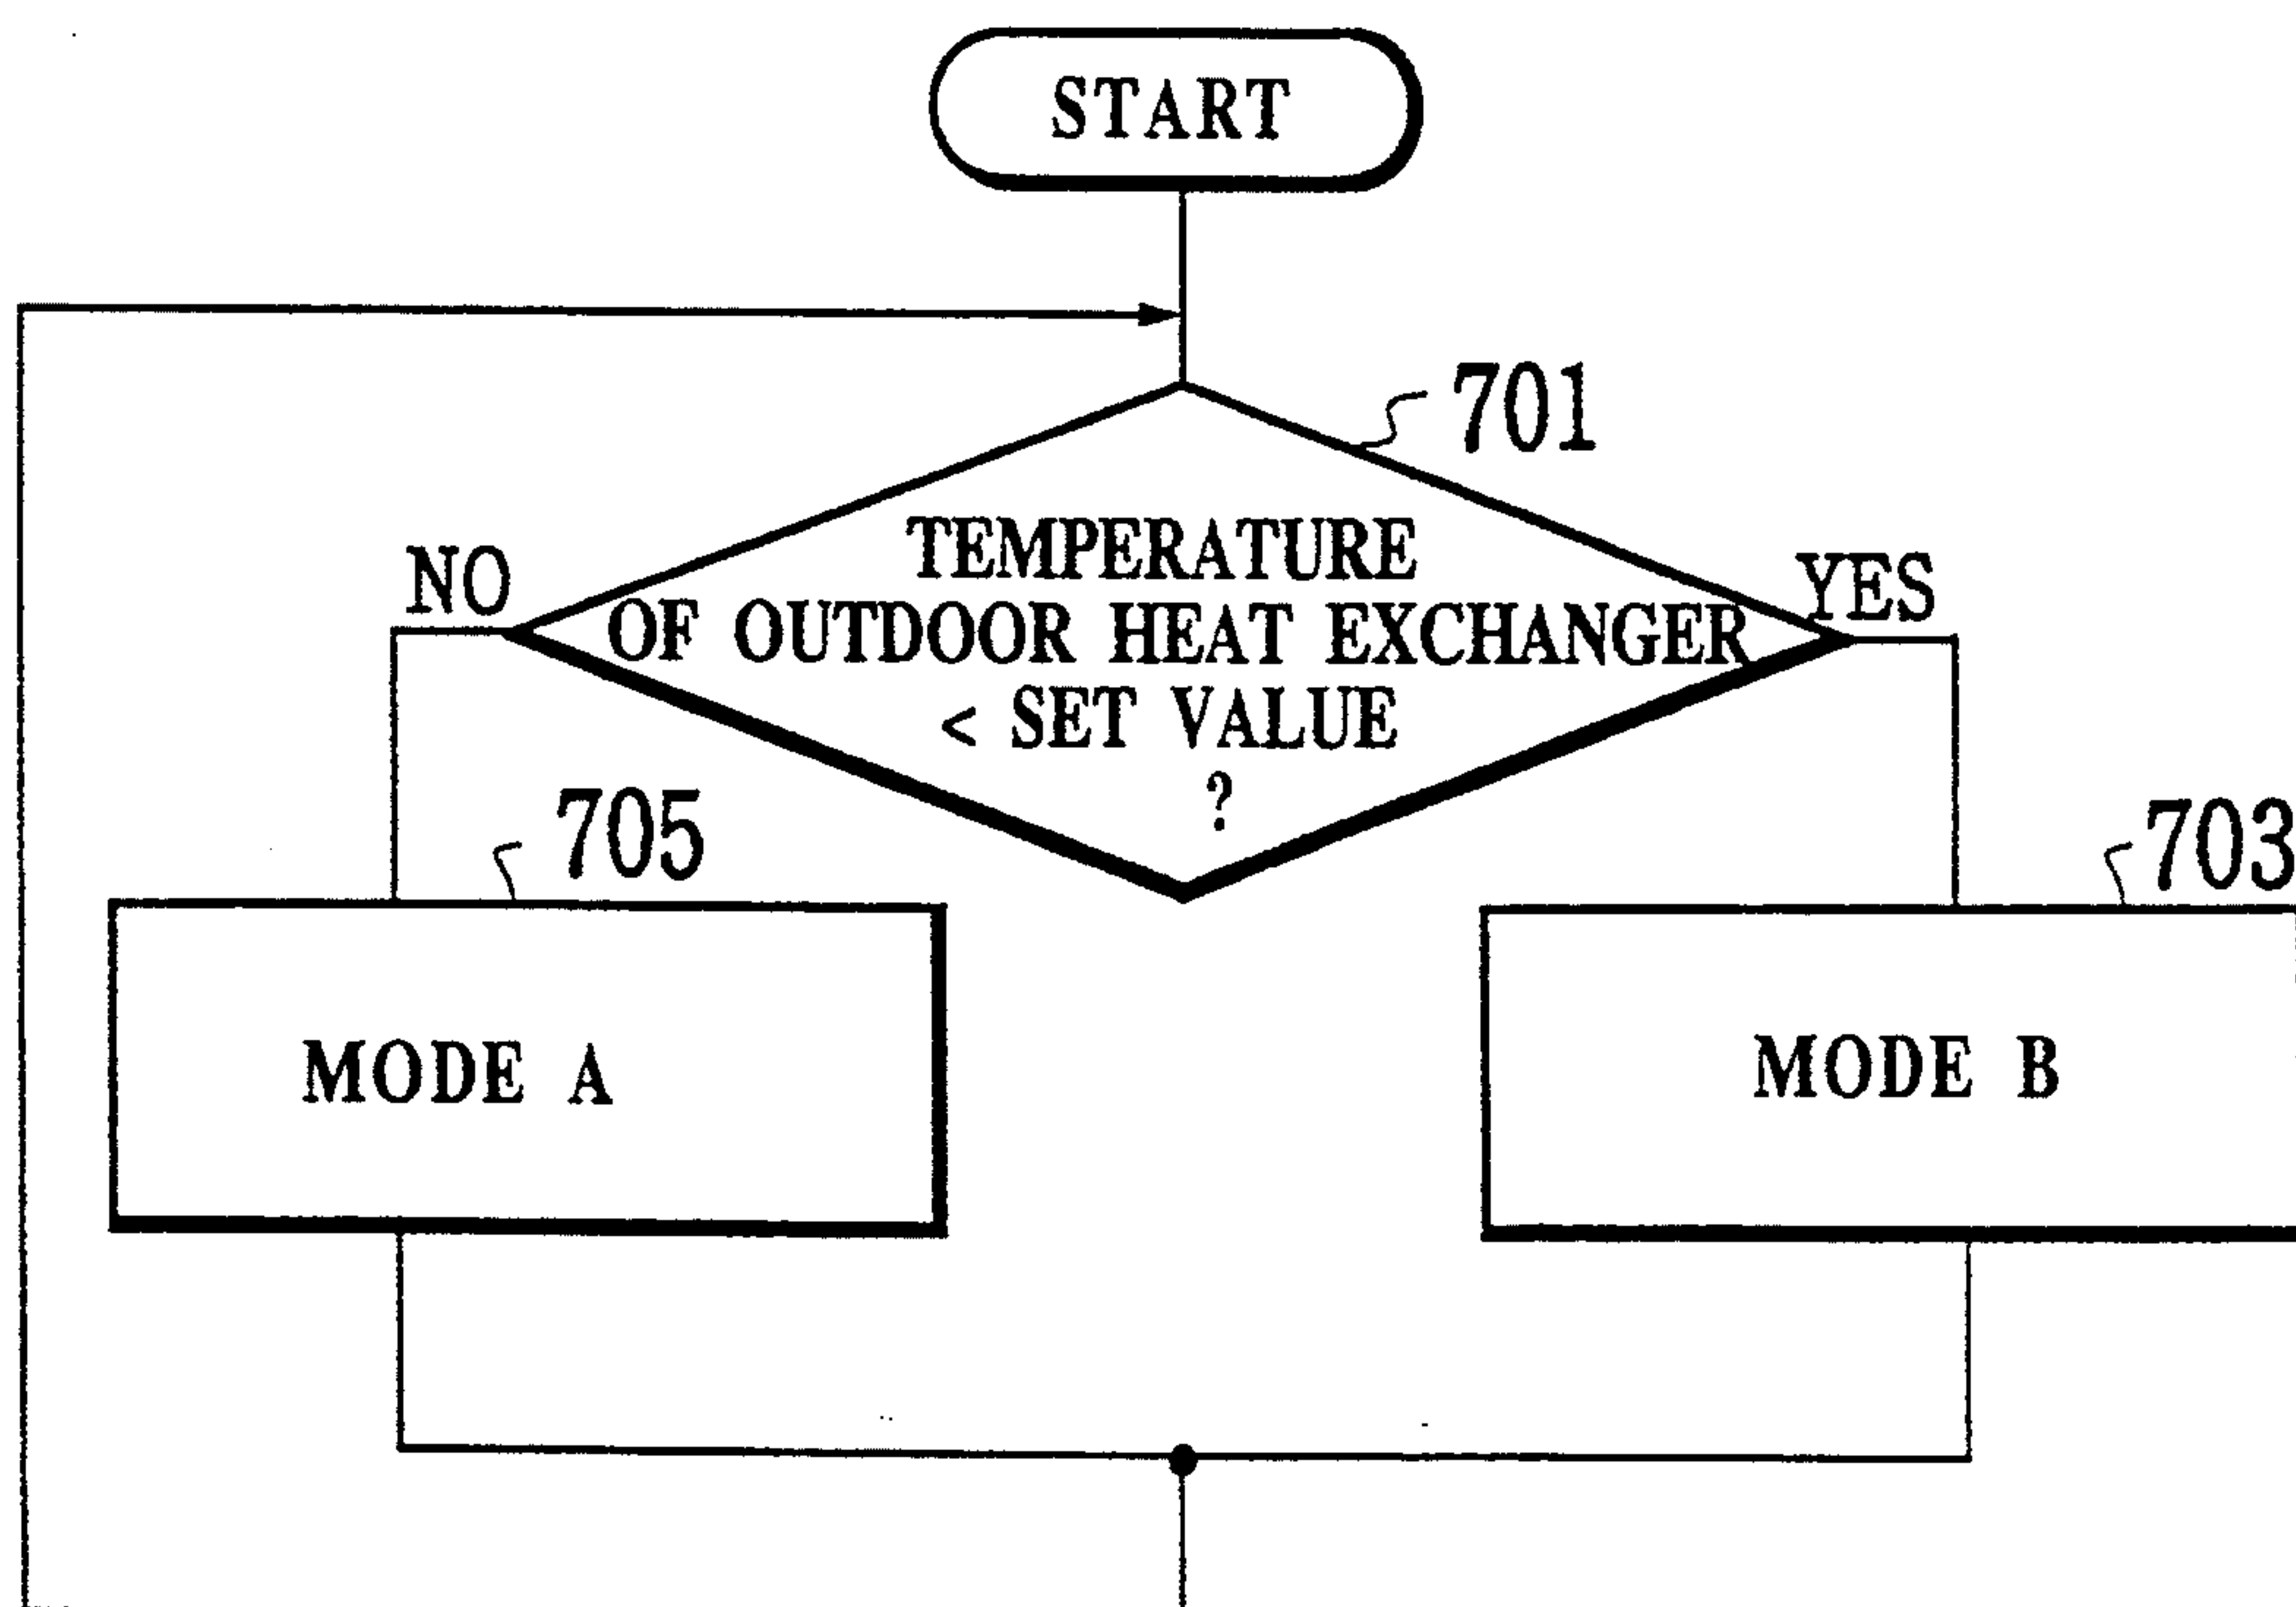 START
701
TEMPERATURE
OF OUTDOOR HEAT EXCHANGER
< SET VALUE
?
NO
YES
705
703
MODE A
MODE B